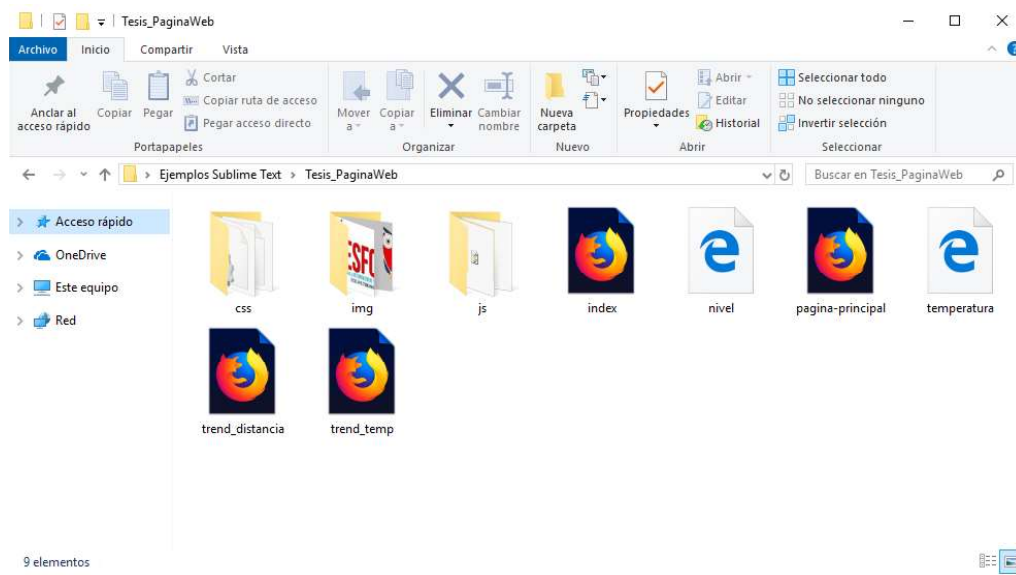 Tesis_PaginaWeb
Archivo Inicio Compartir Vista
Anclar al acceso rápido
Copiar
Pegar
Cortar
Copiar ruta de acceso
Pegar acceso directo
Portapapeles
Mover a
Copiar a
Eliminar
Cambiar nombre
Organizar
Nueva carpeta
Nuevo
Propiedades
Abrir
Editar
Historial
Abrir
Seleccionar todo
No seleccionar ninguno
Invertir selección
Seleccionar
Ejemplos Sublime Text > Tesis_PaginaWeb
Buscar en Tesis_PaginaWeb
Acceso rápido
OneDrive
Este equipo
Red
css img js index nivel pagina-principal temperatura
trend_distancia trend_temp
9 elementos